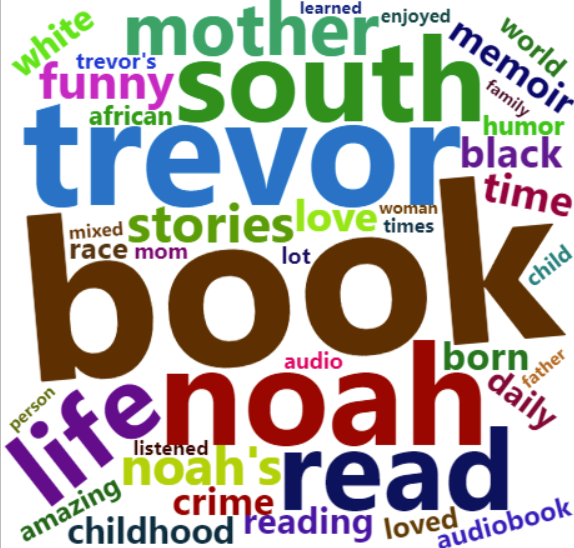 learned
enjoyed
white
mother
world
trevor's
memoir
funny
south
family
african
humor
trevor
black
time
stories
love
woman
times
mixed
race
mom
lot
child
book
audio
born
father
noah
daily
person
life
listened
noah's
read
amazing
crime
childhood
reading
loved
audiobook